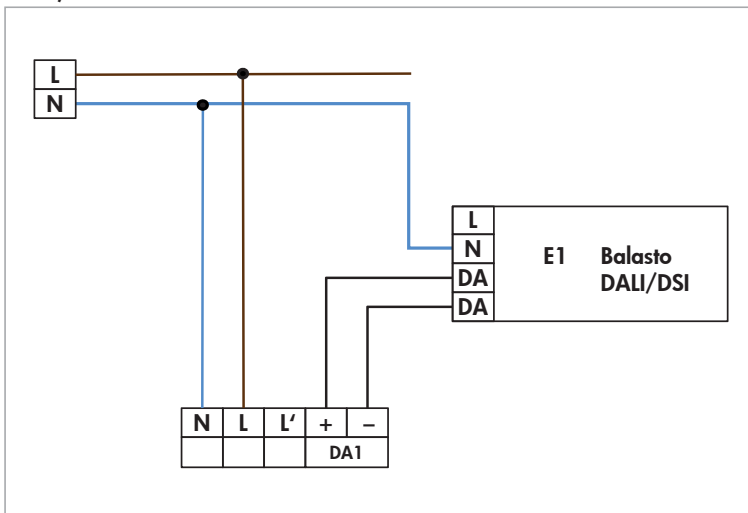 L
N
L
N
DA
DA
E1 Balasto
DALI/DSI
N L L‘ + –
DA1